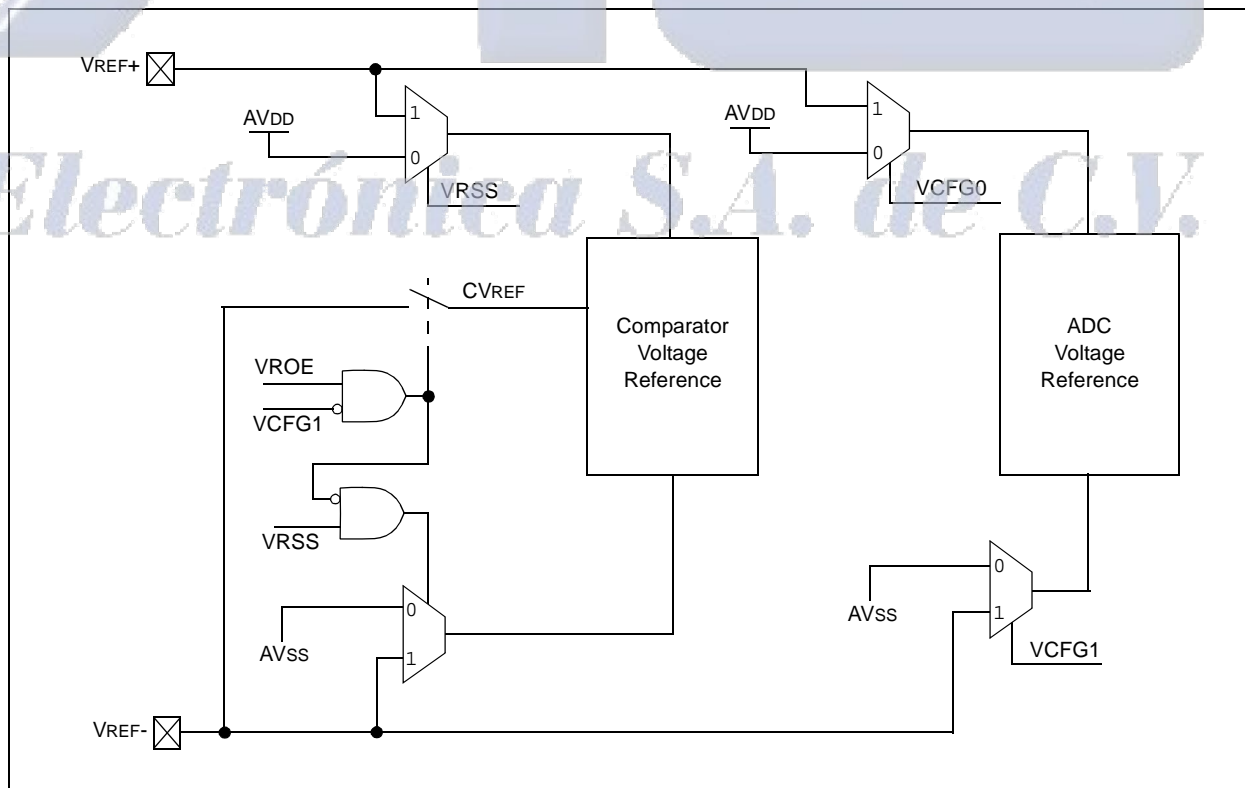 VREF+
AVDD
1
0
VRSS
AVDD
1
0
VCFG0
Electrónica S.A. de C.V.
CVREF
Comparator
Voltage
Reference
ADC
Voltage
Reference
VROE
VCFG1
VRSS
AVSS
0
1
AVSS
0
1
VCFG1
VREF-